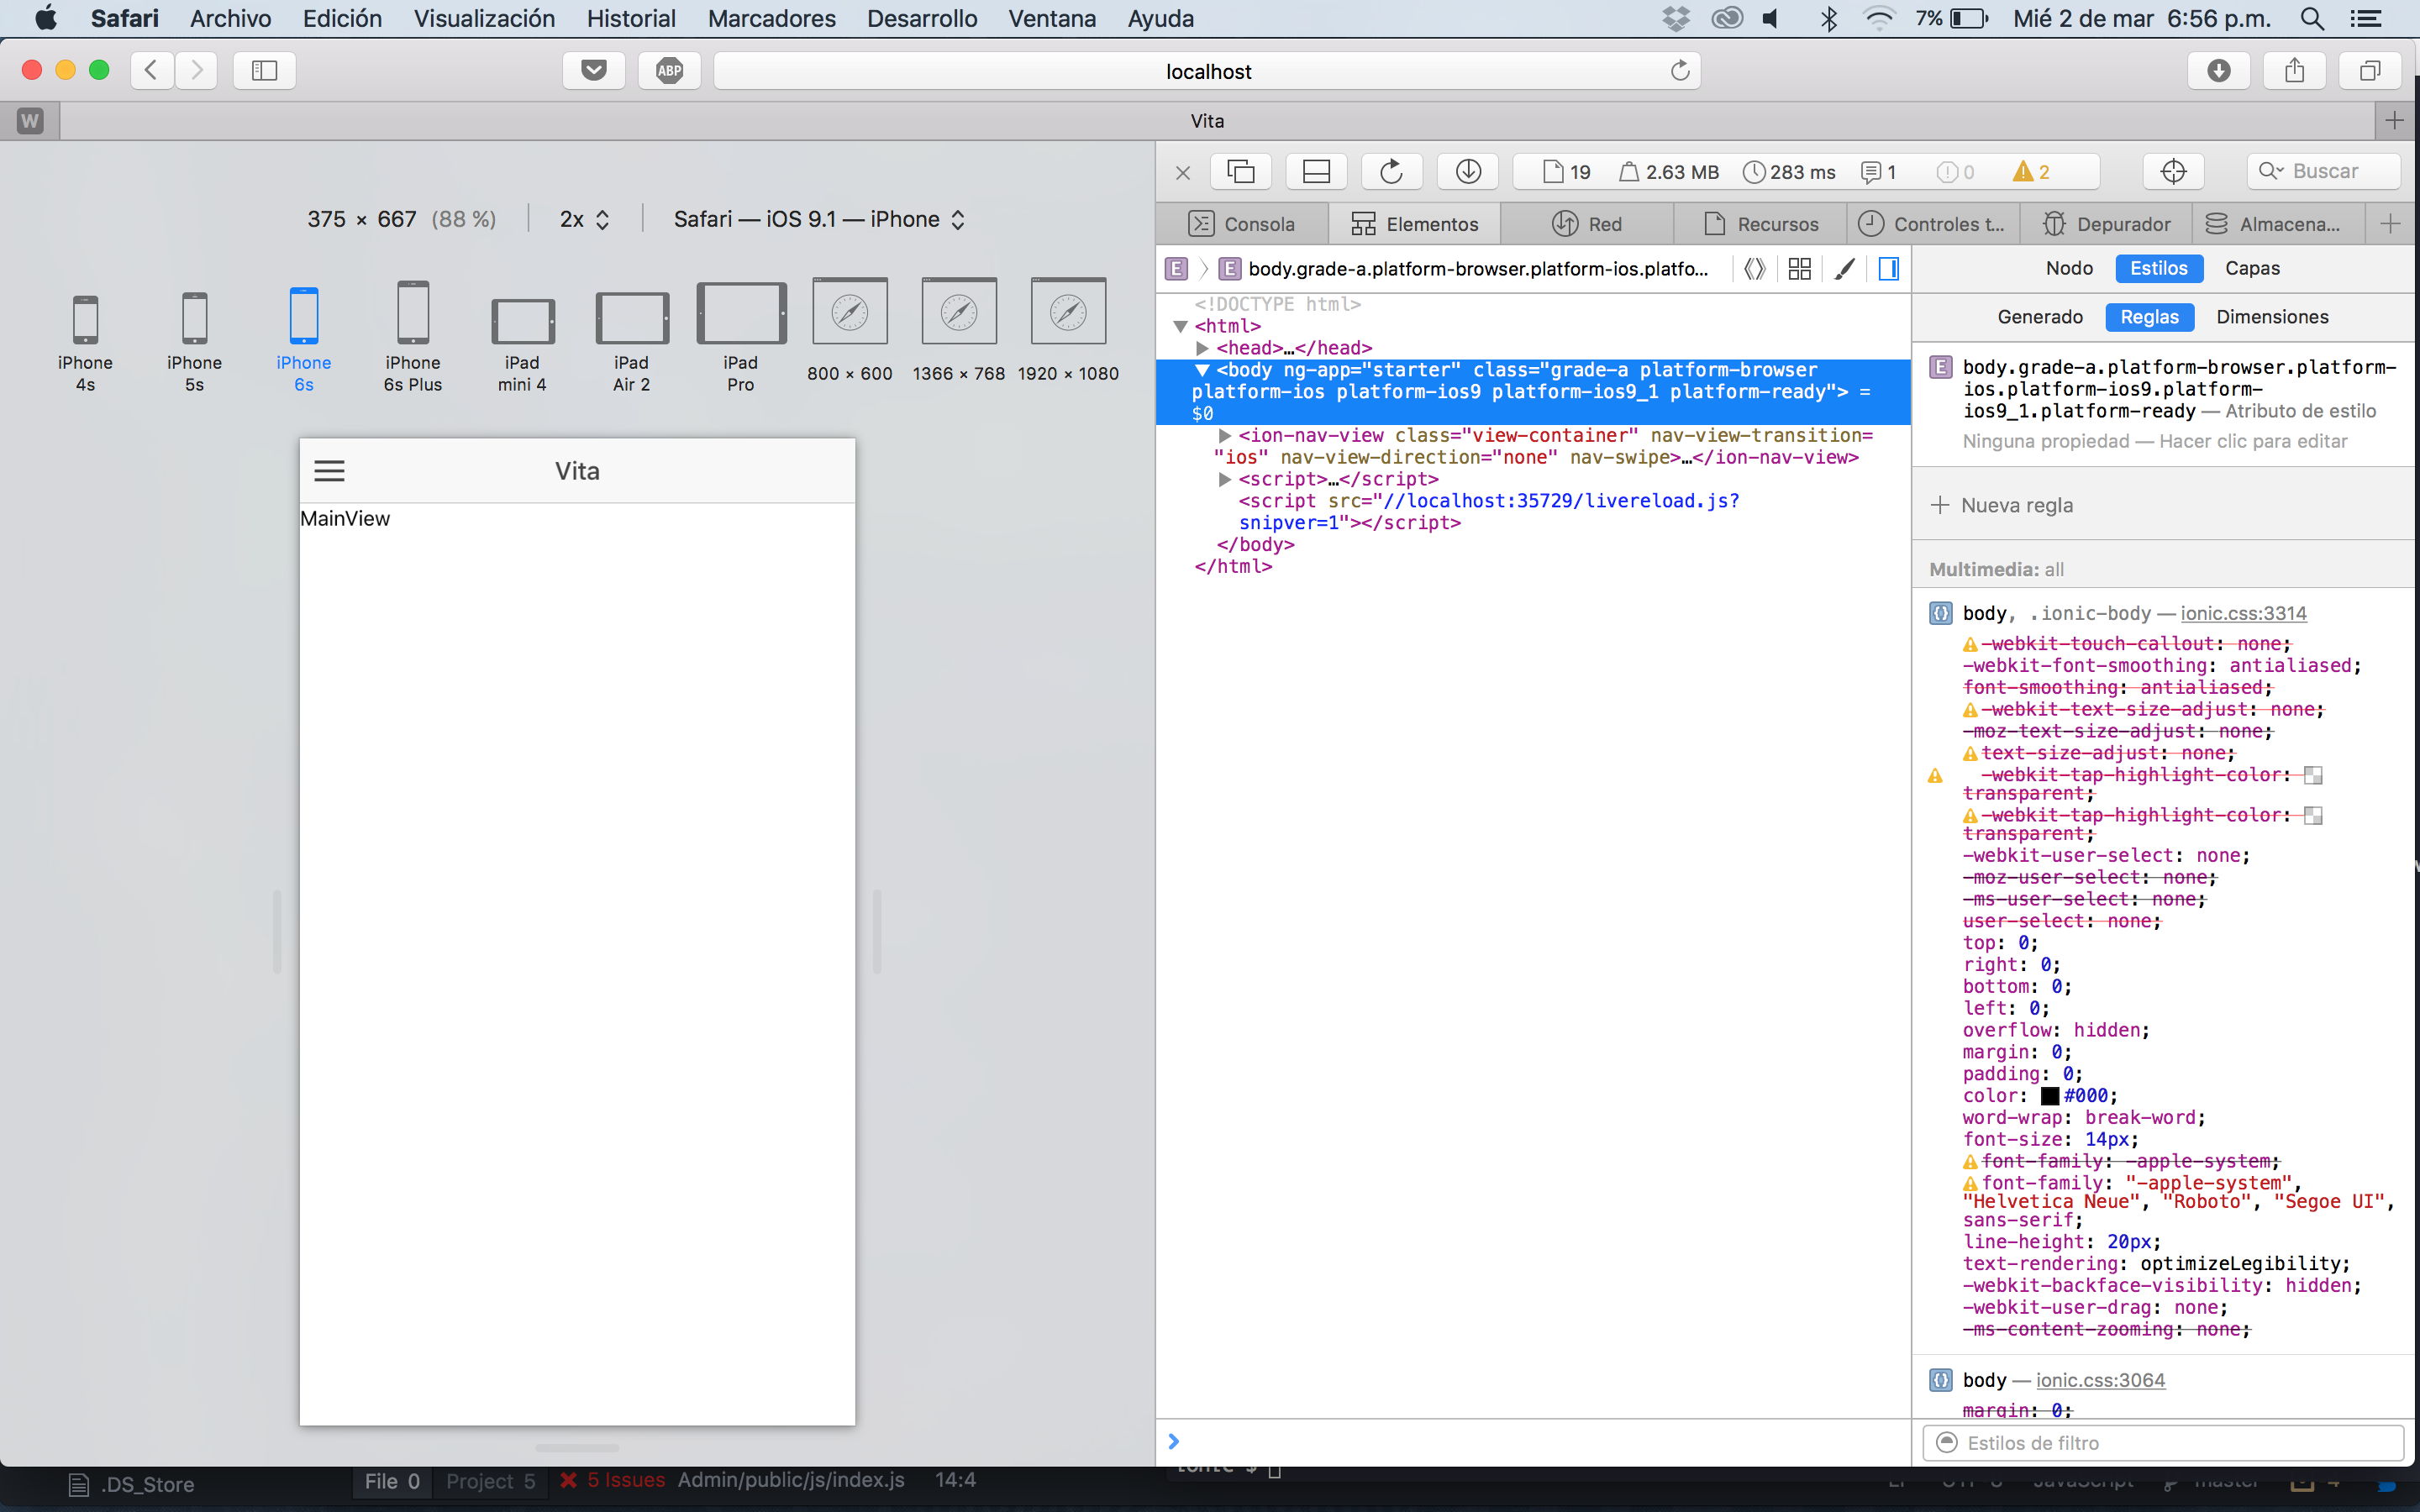 Safari Archivo Edición Visualización Historial Marcadores Desarrollo Ventana Ayuda 7% Mié 2 de mar 6:56 p.m.
ABP localhost
W Vita
375 × 667 (88 %) 2x Safari — iOS 9.1 — iPhone
iPhone 4s
iPhone 5s
iPhone 6s
iPhone 6s Plus
iPad mini 4
iPad Air 2
iPad Pro
800 × 600
1366 × 768
1920 × 1080
Vita
MainView
19 2.63 MB 283 ms 1 0 2 Buscar
Consola Elementos Red Recursos Controles t... Depurador Almacena...
E E body.grade-a.platform-browser.platform-ios.platfo...
<!DOCTYPE html>
<html>
<head>…</head>
<body ng-app="starter" class="grade-a platform-browser
platform-ios platform-ios9 platform-ios9_1 platform-ready"> =
$0
<ion-nav-view class="view-container" nav-view-transition=
"ios" nav-view-direction="none" nav-swipe>…</ion-nav-view>
<script>…</script>
<script src="//localhost:35729/livereload.js?
snipver=1"></script>
</body>
</html>
Nodo Estilos Capas
Generado Reglas Dimensiones
E body.grade-a.platform-browser.platform-
ios.platform-ios9.platform-
ios9_1.platform-ready — Atributo de estilo
Ninguna propiedad — Hacer clic para editar
Nueva regla
Multimedia: all
body, .ionic-body — ionic.css:3314
-webkit-touch-callout: none;
-webkit-font-smoothing: antialiased;
font-smoothing: antialiased;
-webkit-text-size-adjust: none;
-moz-text-size-adjust: none;
text-size-adjust: none;
-webkit-tap-highlight-color:
transparent;
-webkit-tap-highlight-color:
transparent;
-webkit-user-select: none;
-moz-user-select: none;
-ms-user-select: none;
user-select: none;
top: 0;
right: 0;
bottom: 0;
left: 0;
overflow: hidden;
margin: 0;
padding: 0;
color: #000;
word-wrap: break-word;
font-size: 14px;
font-family: -apple-system;
font-family: "-apple-system",
"Helvetica Neue", "Roboto", "Segoe UI",
sans-serif;
line-height: 20px;
text-rendering: optimizeLegibility;
-webkit-backface-visibility: hidden;
-webkit-user-drag: none;
-ms-content-zooming: none;
body — ionic.css:3064
margin: 0;
Estilos de filtro
.DS_Store File 0 Project 5 5 Issues Admin/public/js/index.js 14:4